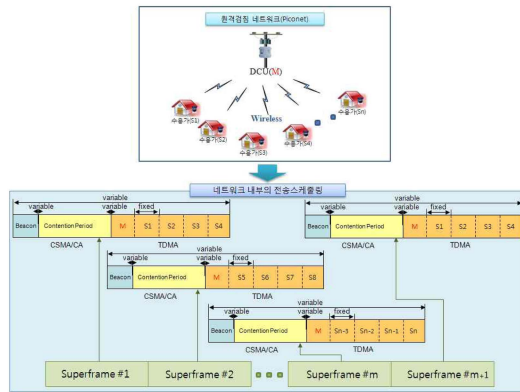 원격검침 네트워크(Piconet)
DCU(M)
Wireless
수용가(S1)
수용가(S2)
수용가(S3)
수용가(S4)
수용가(Sn)
네트워크 내부의 전송스케줄링
variable
variable variable fixed
Beacon Contention Period M S1 S2 S3 S4
CSMA/CA TDMA
variable
variable variable fixed
Beacon Contention Period M S1 S2 S3 S4
CSMA/CA TDMA
variable
variable variable fixed
Beacon Contention Period M S5 S6 S7 S8
CSMA/CA TDMA
variable
variable variable fixed
Beacon Contention Period M Sn-3 Sn-2 Sn-1 Sn
CSMA/CA TDMA
Superframe #1 Superframe #2 Superframe #m Superframe #m+1